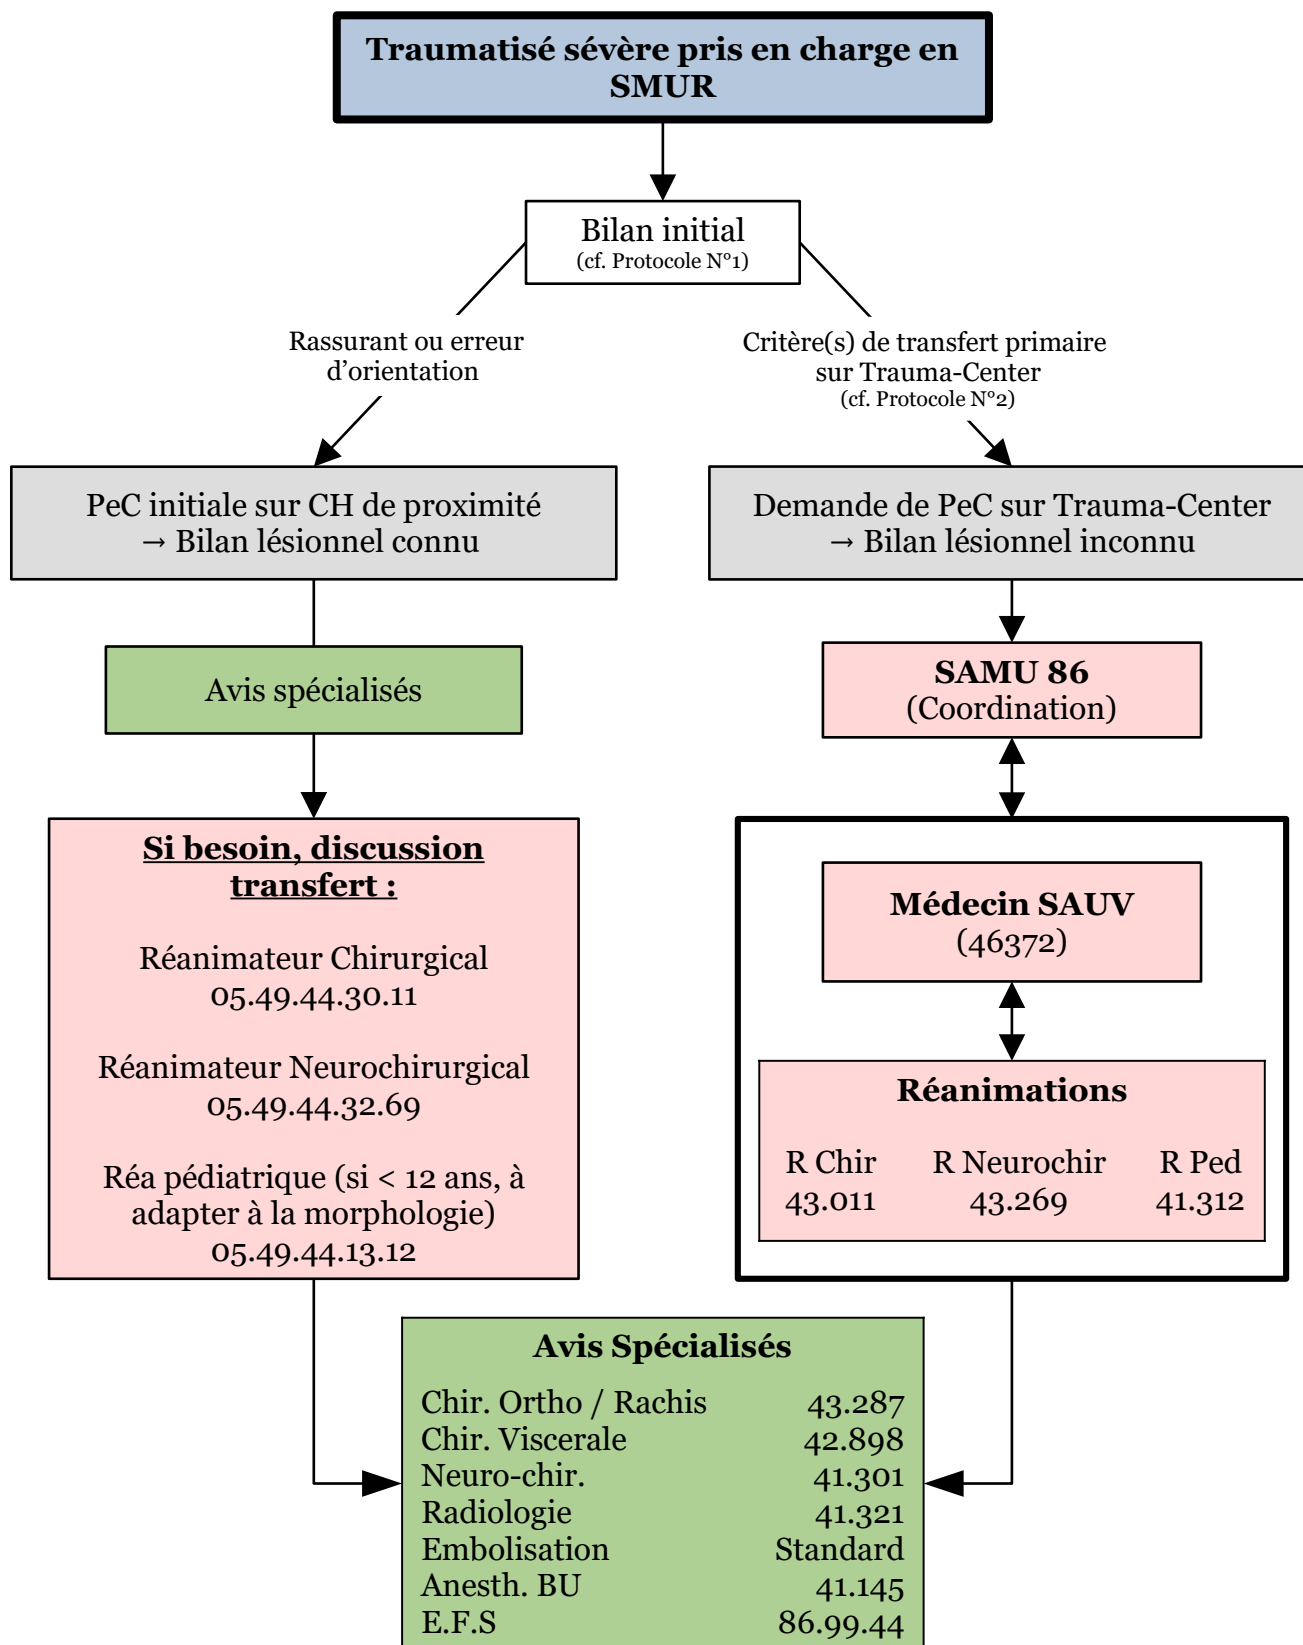 Traumatisé sévère pris en charge en
SMUR
Bilan initial
(cf. Protocole N°1)
Rassurant ou erreur
d’orientation
Critère(s) de transfert primaire
sur Trauma-Center
(cf. Protocole N°2)
PeC initiale sur CH de proximité
→ Bilan lésionnel connu
Demande de PeC sur Trauma-Center
→ Bilan lésionnel inconnu
Avis spécialisés
SAMU 86
(Coordination)
Si besoin, discussion
transfert :
Réanimateur Chirurgical
05.49.44.30.11
Réanimateur Neurochirurgical
05.49.44.32.69
Réa pédiatrique (si < 12 ans, à
adapter à la morphologie)
05.49.44.13.12
Médecin SAUV
(46372)
Réanimations
R Chir R Neurochir R Ped
43.011 43.269 41.312
Avis Spécialisés
Chir. Ortho / Rachis 43.287
Chir. Viscerale 42.898
Neuro-chir. 41.301
Radiologie 41.321
Embolisation Standard
Anesth. BU 41.145
E.F.S 86.99.44